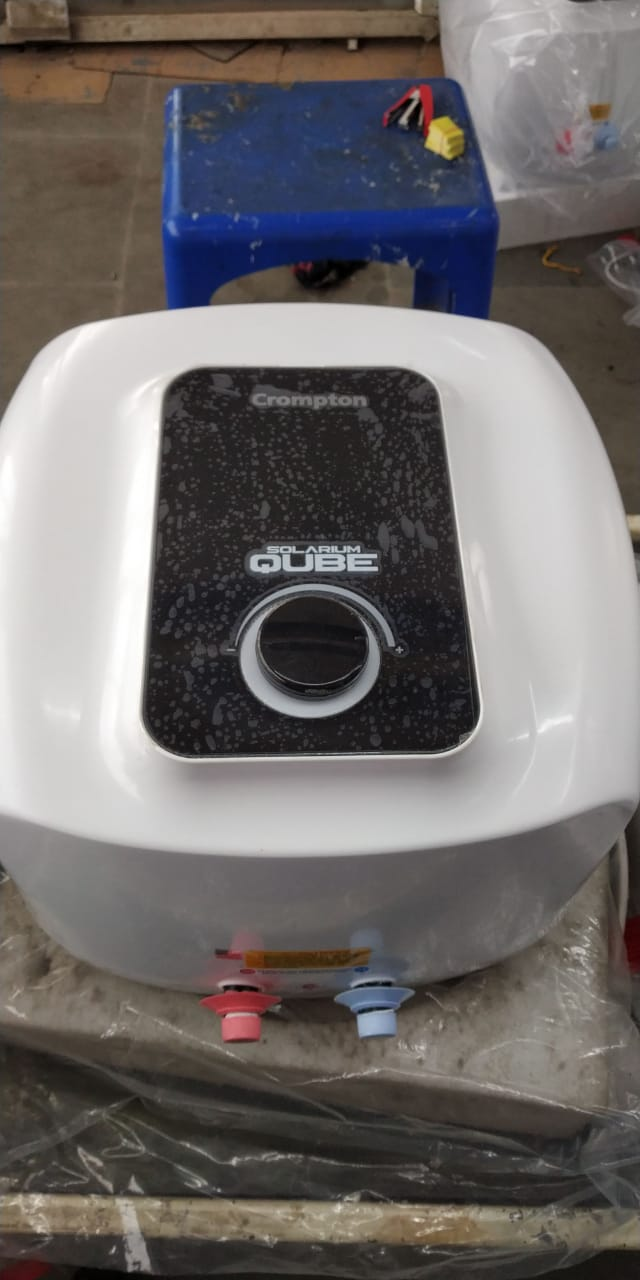 Crompton
SOLARIUM
QUBE
- +